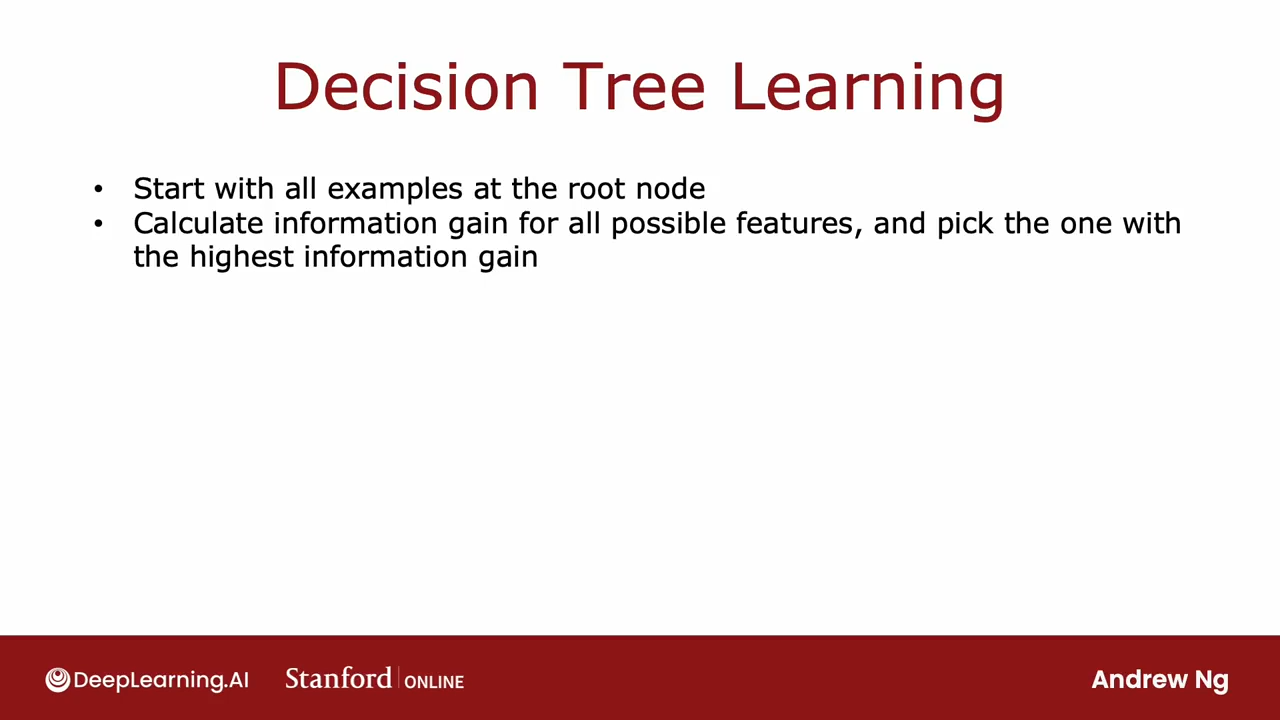 Decision Tree Learning
• Start with all examples at the root node
• Calculate information gain for all possible features, and pick the one with
the highest information gain
DeepLearning.AI Stanford ONLINE Andrew Ng